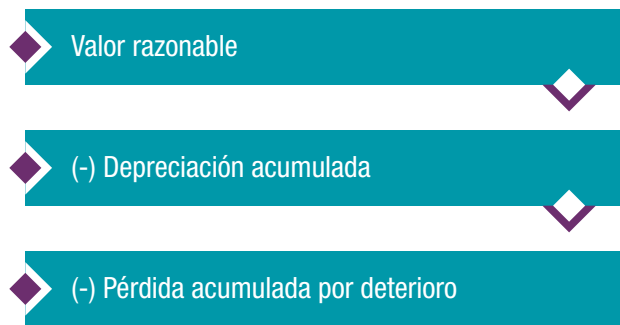 Valor razonable
(-) Depreciación acumulada
(-) Pérdida acumulada por deterioro